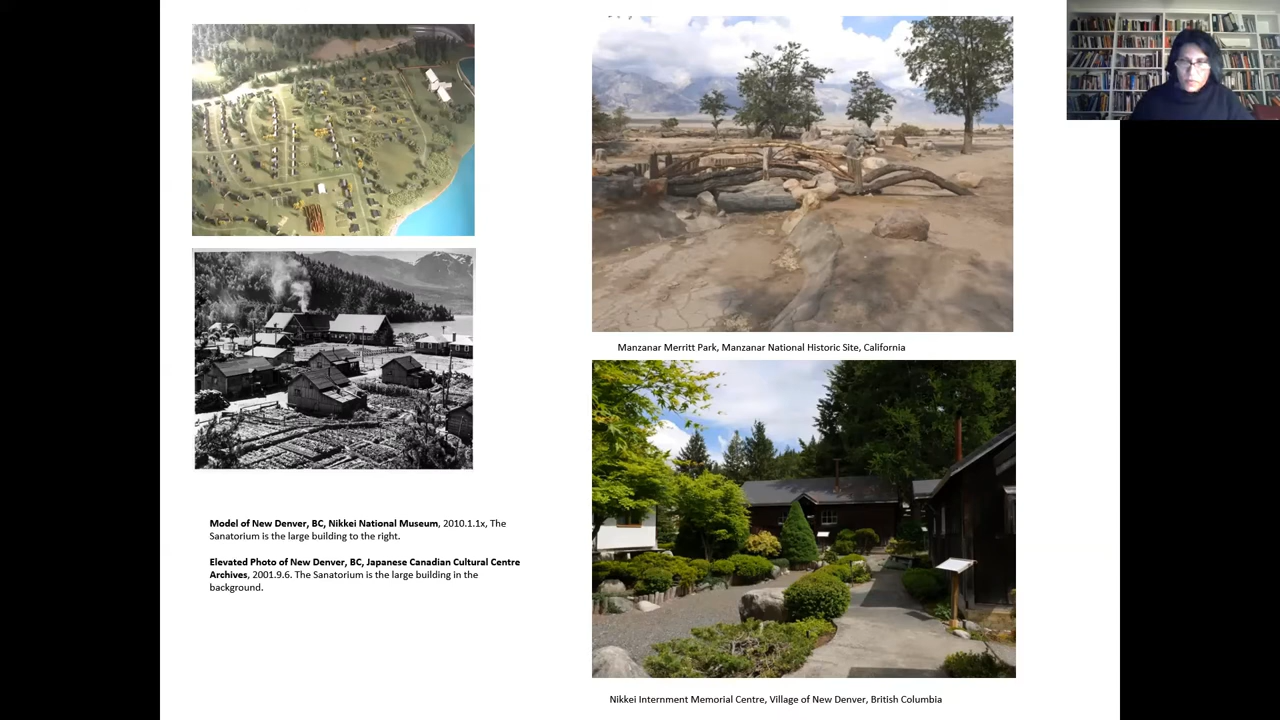 Model of New Denver, BC, Nikkei National Museum, 2010.1.1x, The
Sanatorium is the large building to the right.
Elevated Photo of New Denver, BC, Japanese Canadian Cultural Centre
Archives, 2001.9.6. The Sanatorium is the large building in the
background.
Manzanar Merritt Park, Manzanar National Historic Site, California
Nikkei Internment Memorial Centre, Village of New Denver, British Columbia